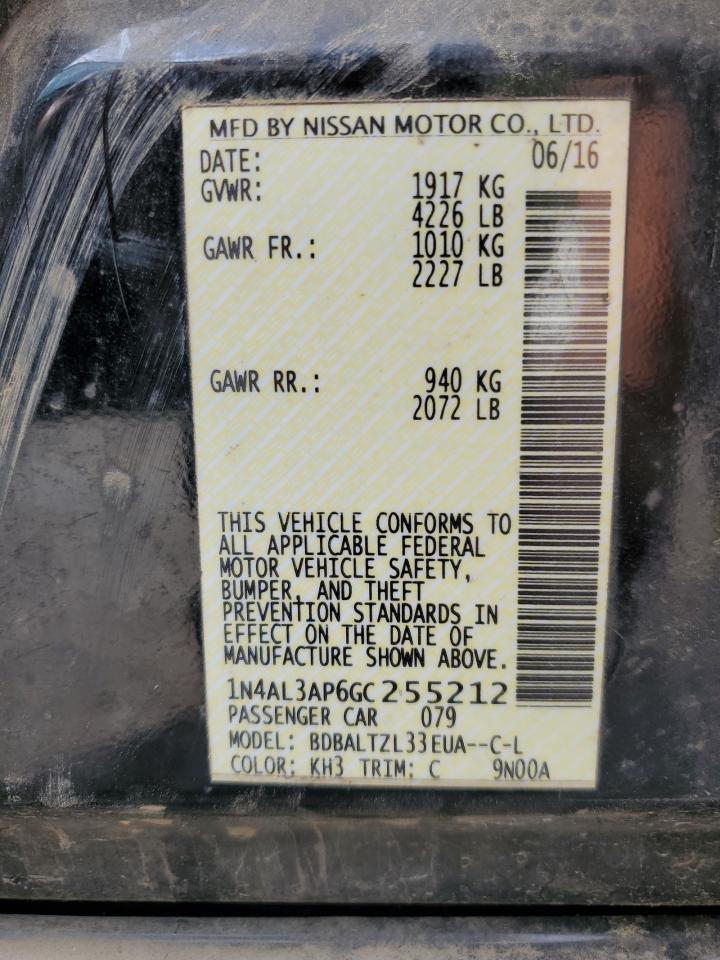 MFD BY NISSAN MOTOR CO., LTD.
DATE: 06/16
GVWR: 1917 KG
4226 LB
GAWR FR.: 1010 KG
2227 LB
GAWR RR.: 940 KG
2072 LB
THIS VEHICLE CONFORMS TO
ALL APPLICABLE FEDERAL
MOTOR VEHICLE SAFETY,
BUMPER, AND THEFT
PREVENTION STANDARDS IN
EFFECT ON THE DATE OF
MANUFACTURE SHOWN ABOVE.
1N4AL3AP6GC255212
PASSENGER CAR 079
MODEL: BDBALTZL33EUA--C-L
COLOR: KH3 TRIM: C 9N00A